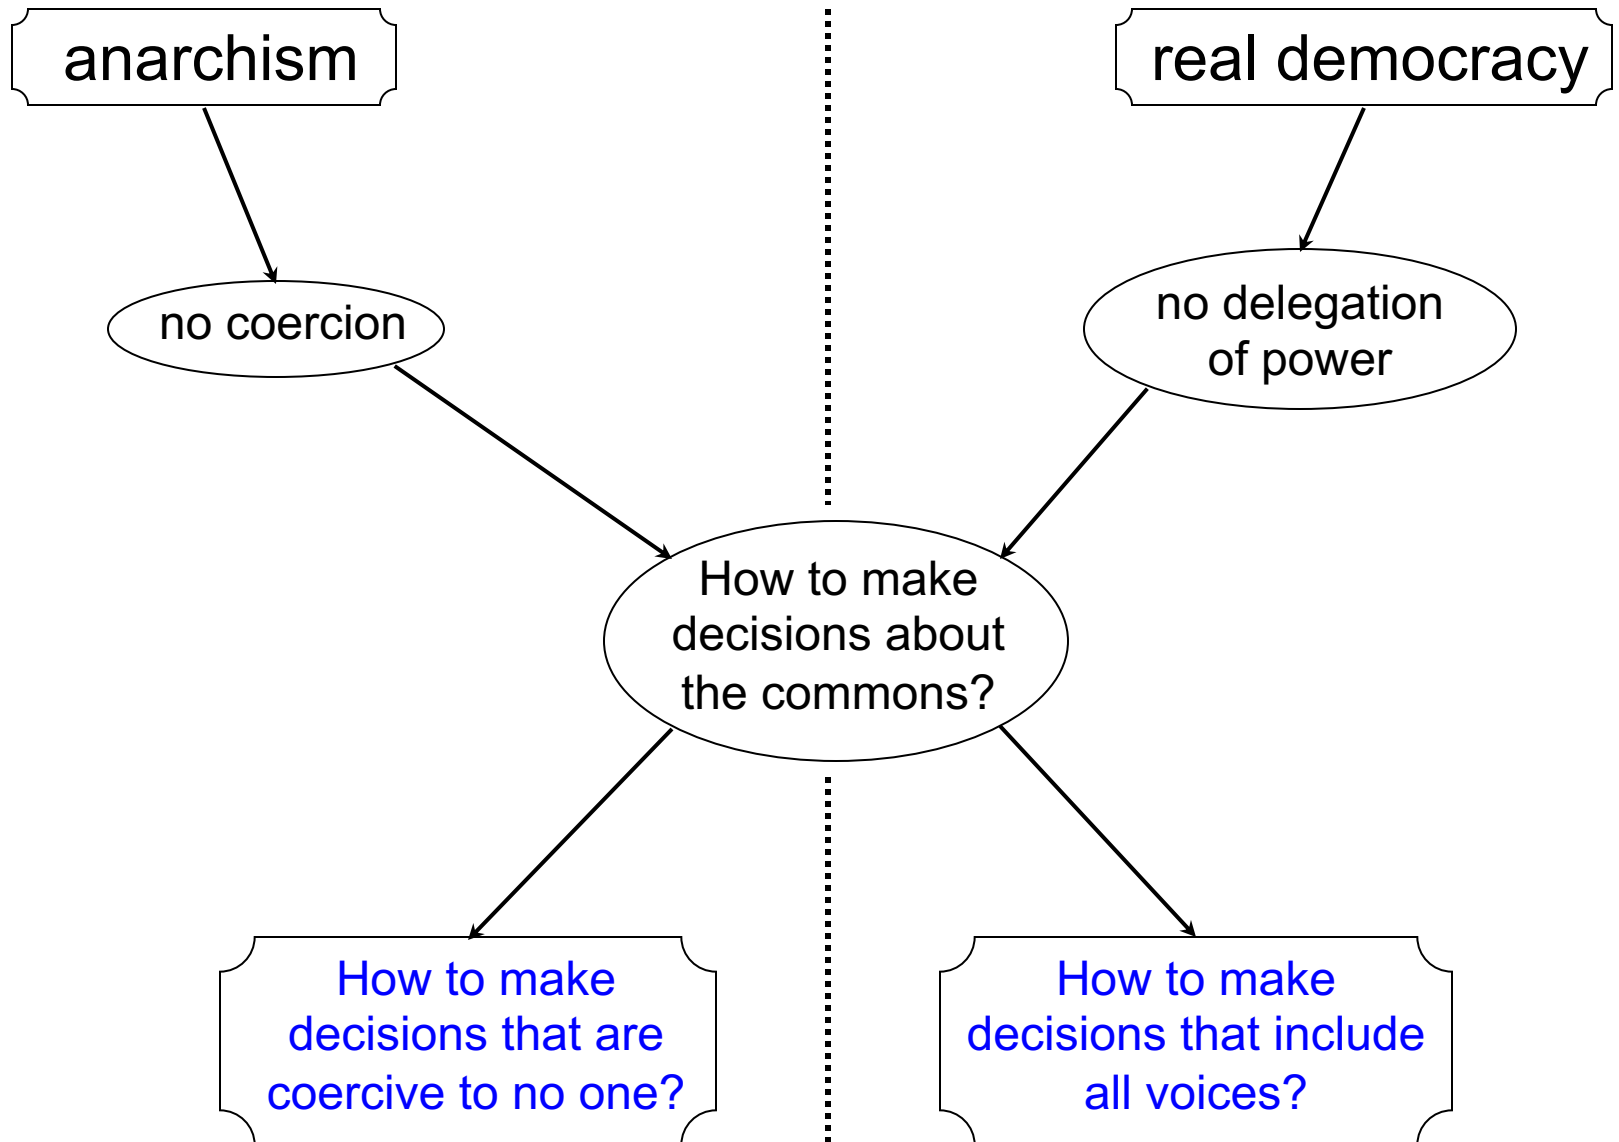 anarchism
real democracy
no coercion
no delegation
of power
How to make
decisions about
the commons?
How to make
decisions that are
coercive to no one?
How to make
decisions that include
all voices?